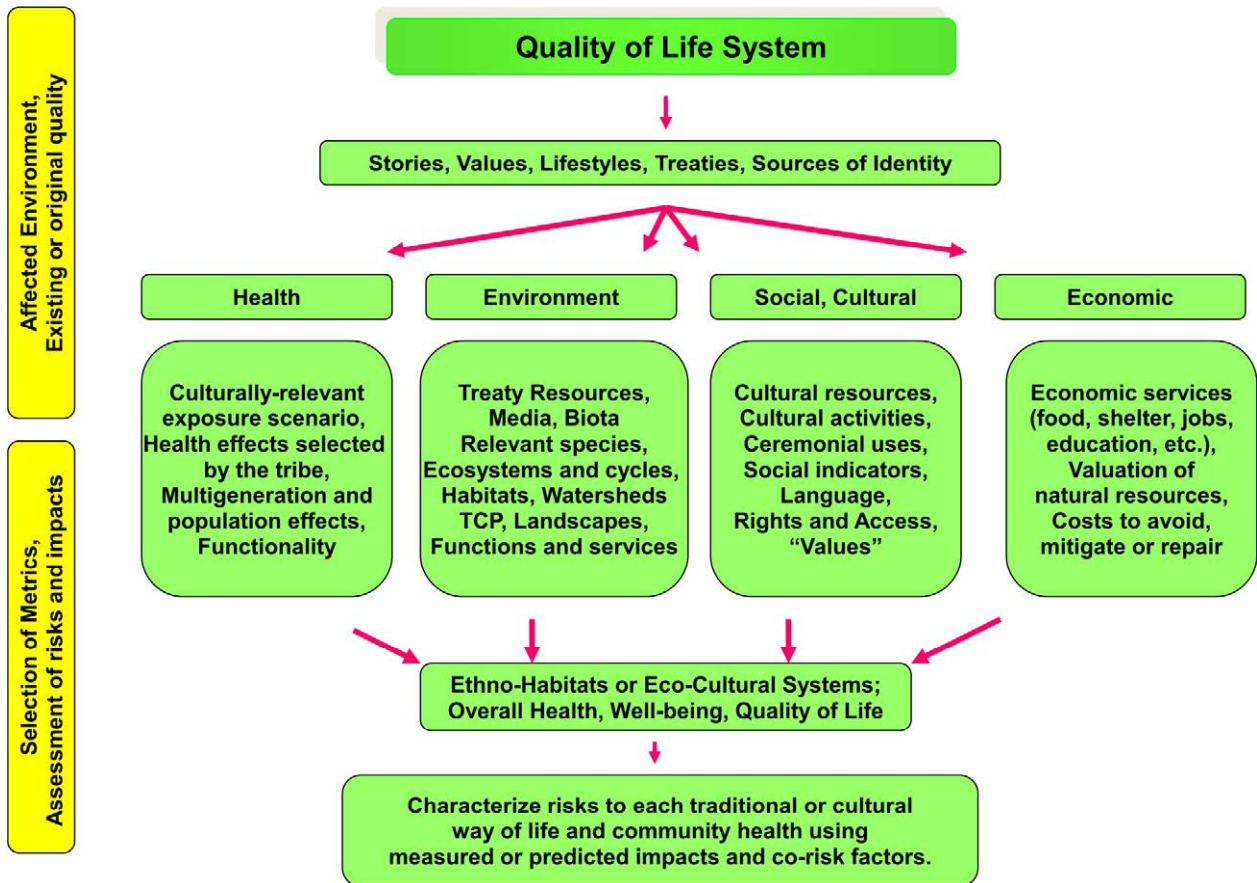 Affected Environment,
Existing or original quality
Selection of Metrics,
Assessment of risks and impacts
Quality of Life System
Stories, Values, Lifestyles, Treaties, Sources of Identity
Health
Culturally-relevant
exposure scenario,
Health effects selected
by the tribe,
Multigeneration and
population effects,
Functionality
Environment
Treaty Resources,
Media, Biota
Relevant species,
Ecosystems and cycles,
Habitats, Watersheds
TCP, Landscapes,
Functions and services
Social, Cultural
Cultural resources,
Cultural activities,
Ceremonial uses,
Social indicators,
Language,
Rights and Access,
“Values”
Economic
Economic services
(food, shelter, jobs,
education, etc.),
Valuation of
natural resources,
Costs to avoid,
mitigate or repair
Ethno-Habitats or Eco-Cultural Systems;
Overall Health, Well-being, Quality of Life
Characterize risks to each traditional or cultural
way of life and community health using
measured or predicted impacts and co-risk factors.